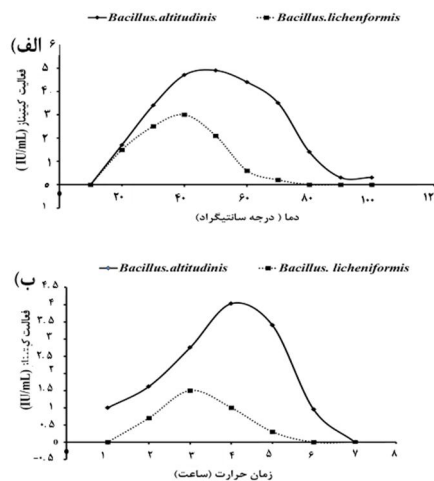 Bacillus.altitudinis Bacillus.lichenformis
الف)
فعالیت کیتیناز (IU/mL)
۶
۵
۴
۳
۲
۱
۰
۱
۲۰ ۴۰ ۶۰ ۸۰ ۱۰۰ ۱۲
دما ( درجه سانتیگراد)
Bacillus.altitudinis Bacillus. licheniformis
ب)
فعالیت کیتیناز (IU/mL)
۴.۵
۴
۳.۵
۳
۲.۵
۲
۱.۵
۱
۰.۵
۰
-۰.۵
۱ ۲ ۳ ۴ ۵ ۶ ۷ ۸
زمان حرارت (ساعت)